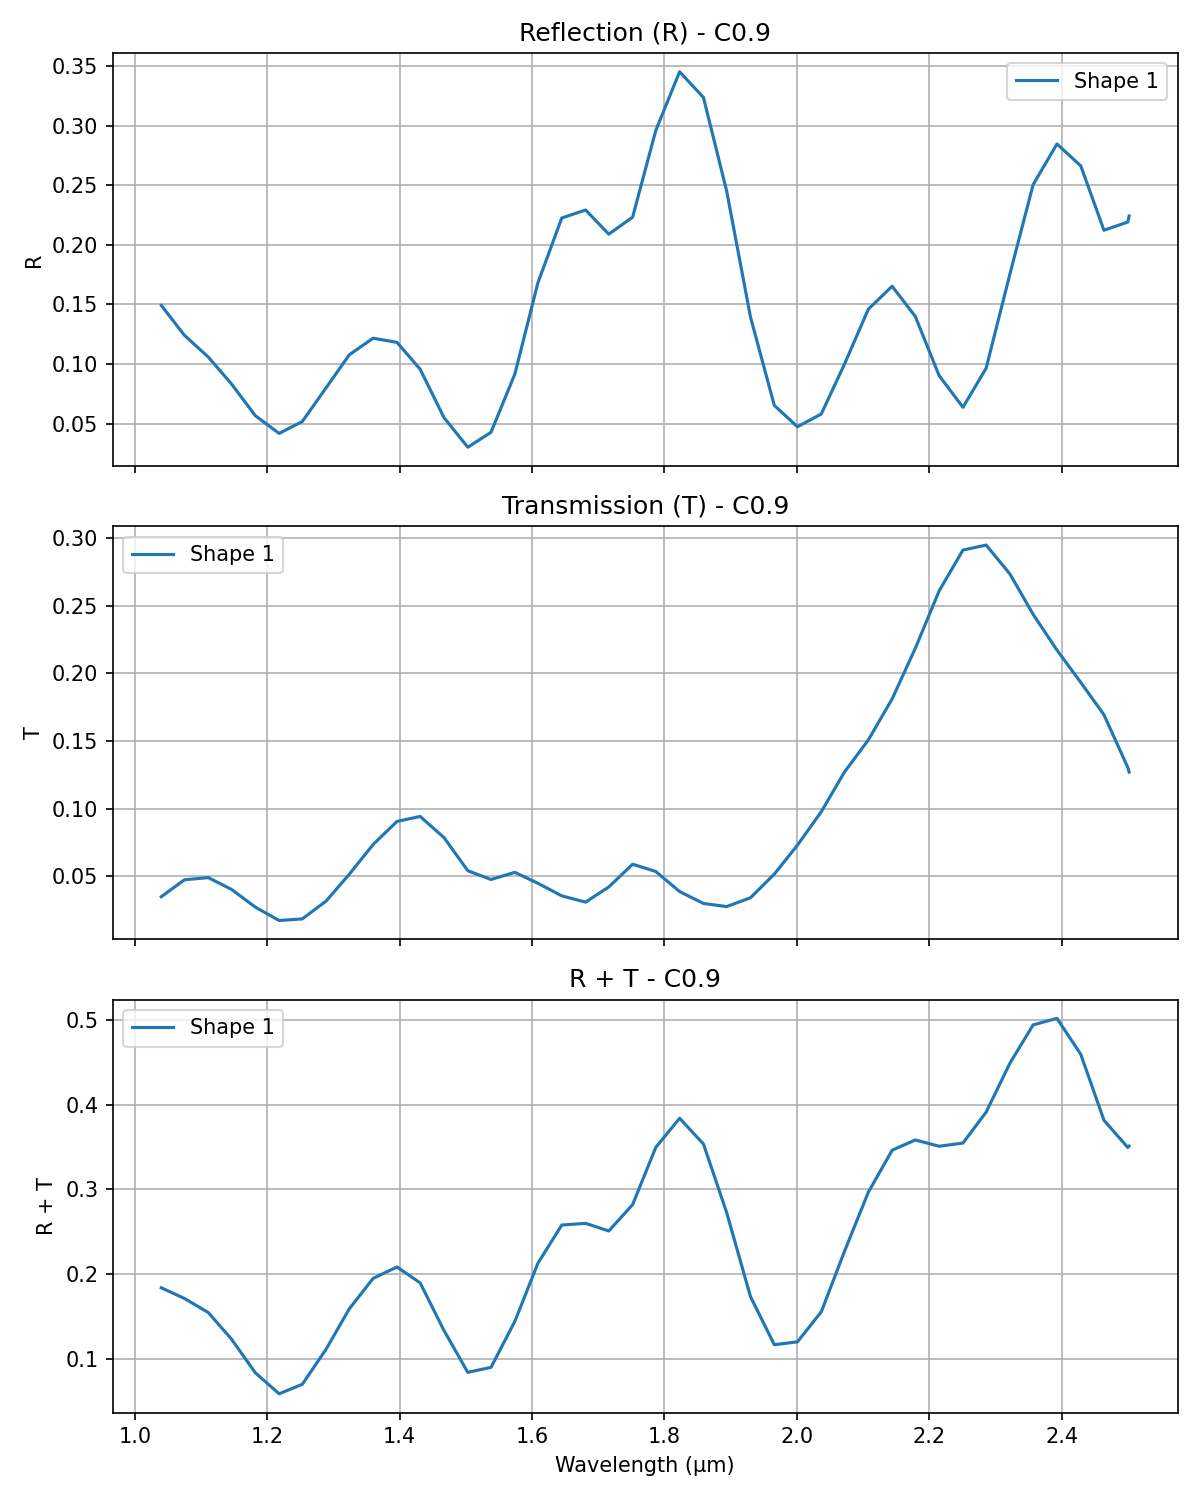 Reflection (R) - C0.9
0.35
0.30
0.25
0.20
0.15
0.10
0.05
R
Shape 1
Transmission (T) - C0.9
0.30
0.25
0.20
0.15
0.10
0.05
T
Shape 1
R + T - C0.9
0.5
0.4
0.3
0.2
0.1
R + T
Shape 1
1.0 1.2 1.4 1.6 1.8 2.0 2.2 2.4
Wavelength (μm)